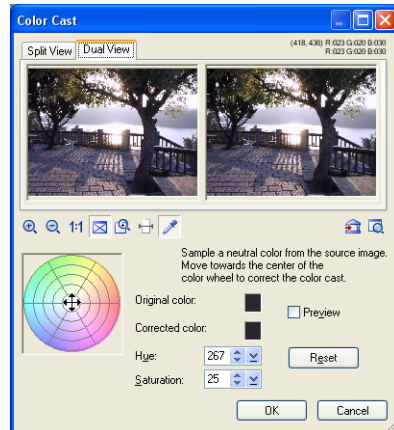 Color Cast
Split View Dual View
(418, 436) R:023 G:020 B:030
R:023 G:020 B:030
1:1
Sample a neutral color from the source image.
Move towards the center of the
color wheel to correct the color cast.
Original color:
Preview
Corrected color:
Hue: 267
Reset
Saturation: 25
OK Cancel